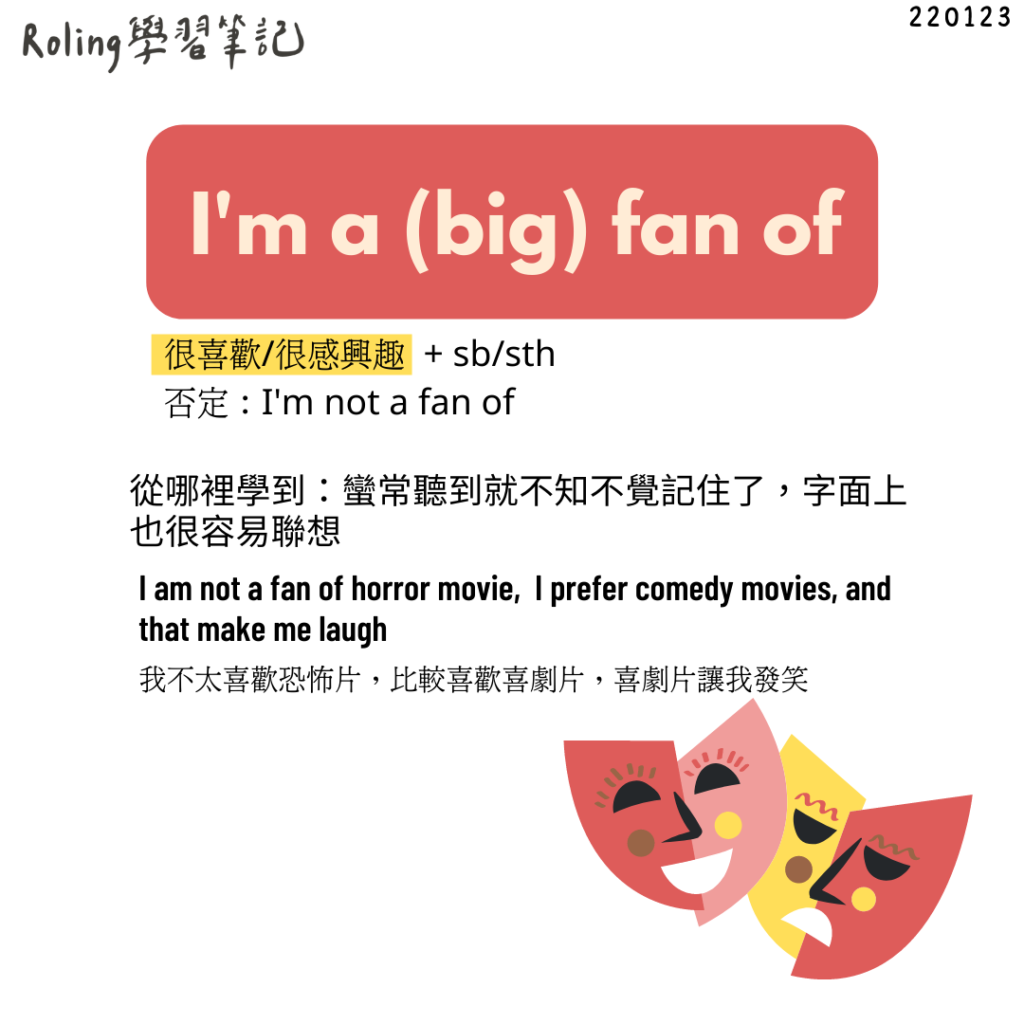 Roling學習筆記
220123
I'm a (big) fan of
很喜歡/很感興趣 + sb/sth
否定：I'm not a fan of
從哪裡學到：蠻常聽到就不知不覺記住了，字面上
也很容易聯想
I am not a fan of horror movie, I prefer comedy movies, and
that make me laugh
我不太喜歡恐怖片，比較喜歡喜劇片，喜劇片讓我發笑